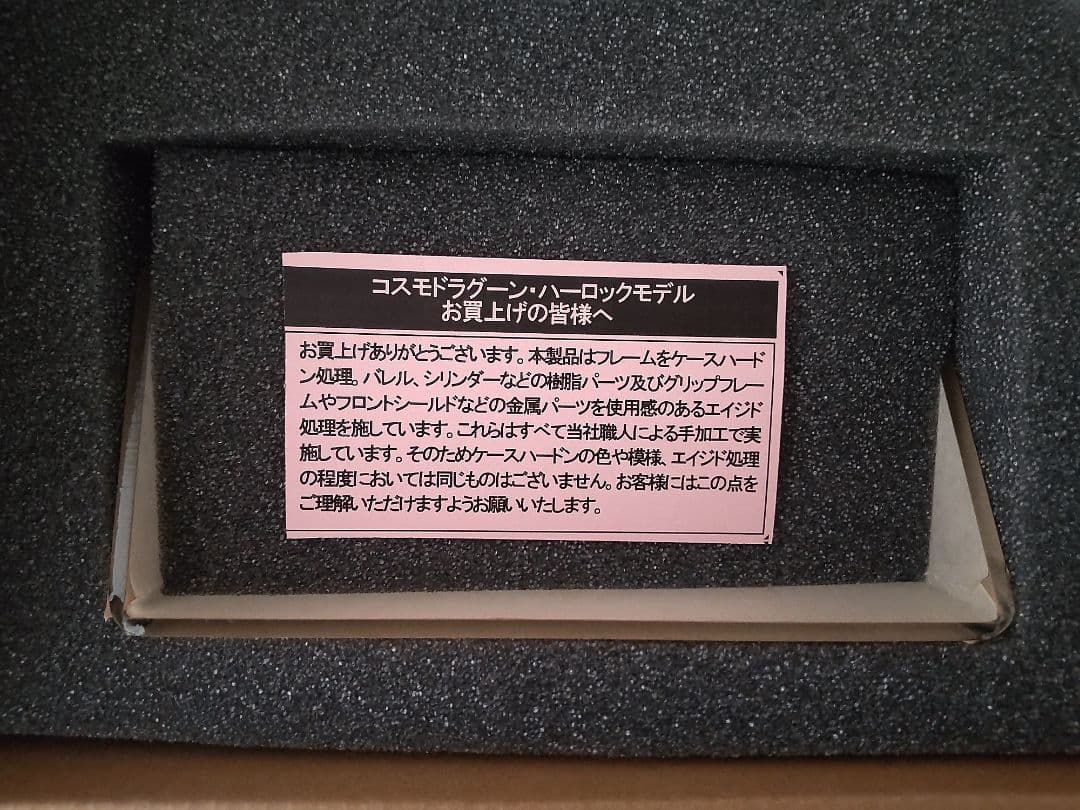 コスモドラグーン・ハーロックモデル
お買上げの皆様へ
お買上げありがとうございます。本製品はフレームをケースハード
ン処理。バレル、シリンダーなどの樹脂パーツ及びグリップフレー
ムやフロントシールドなどの金属パーツを使用感のあるエイジド
処理を施しています。これらはすべて当社職人による手加工で実
施しています。そのためケースハードンの色や模様、エイジド処理
の程度においては同じものはございません。お客様にはこの点を
ご理解いただけますようお願いいたします。